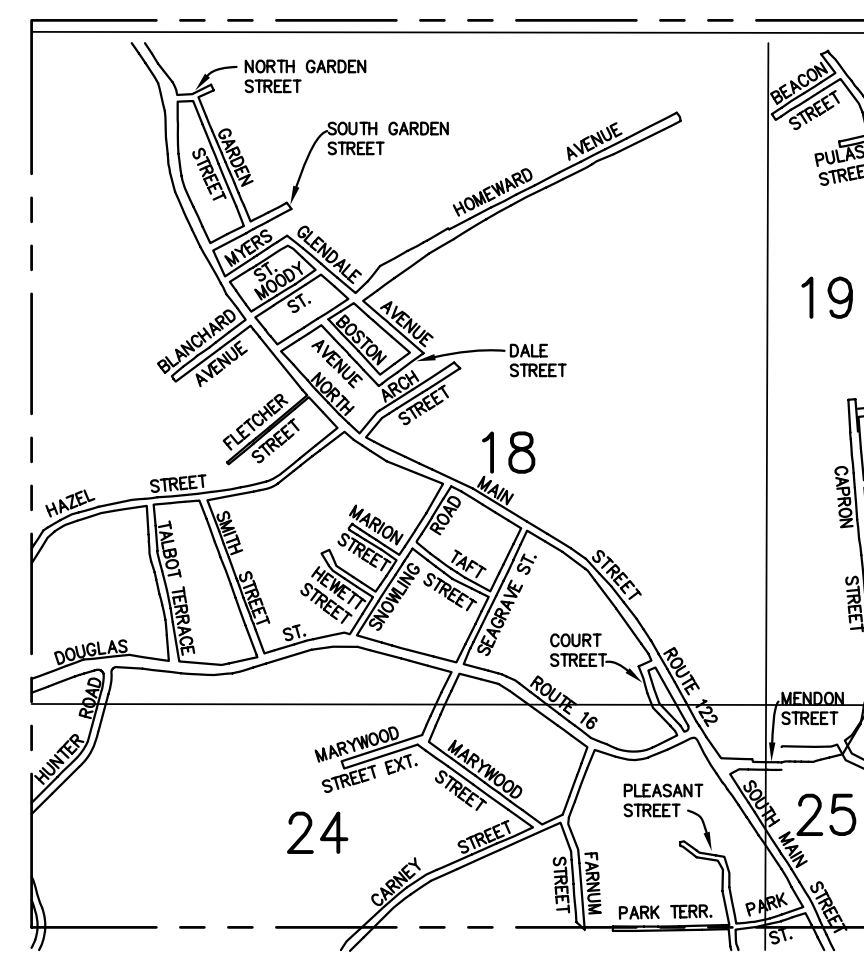 NORTH GARDEN
STREET
BEACON
STREET
SOUTH GARDEN
STREET
GARDEN
STREET
PULAS
STREE
HOMEWARD AVENUE
MYERS
ST.
GLENDALE
AVENUE
MOODY
ST.
19
BLANCHARD
AVENUE
BOSTON
AVENUE
DALE
STREET
ARCH
STREET
NORTH
MAIN
STREET
FLETCHER
STREET
18
HAZEL STREET
CAPRON
STREET
TALBOT TERRACE
SMITH STREET
MARION
STREET
SNOWLING
ROAD
TAFT
STREET
HEWETT
STREET
SEAGRAVE ST.
DOUGLAS
ST.
COURT
STREET
ROUTE 122
HUNTER
ROAD
ROUTE 16
MENDON
STREET
MARYWOOD
STREET EXT.
MARYWOOD
STREET
PLEASANT
STREET
SOUTH MAIN
STREET
24
25
CARNEY STREET
FARNUM
STREET
PARK TERR.
PARK
ST.